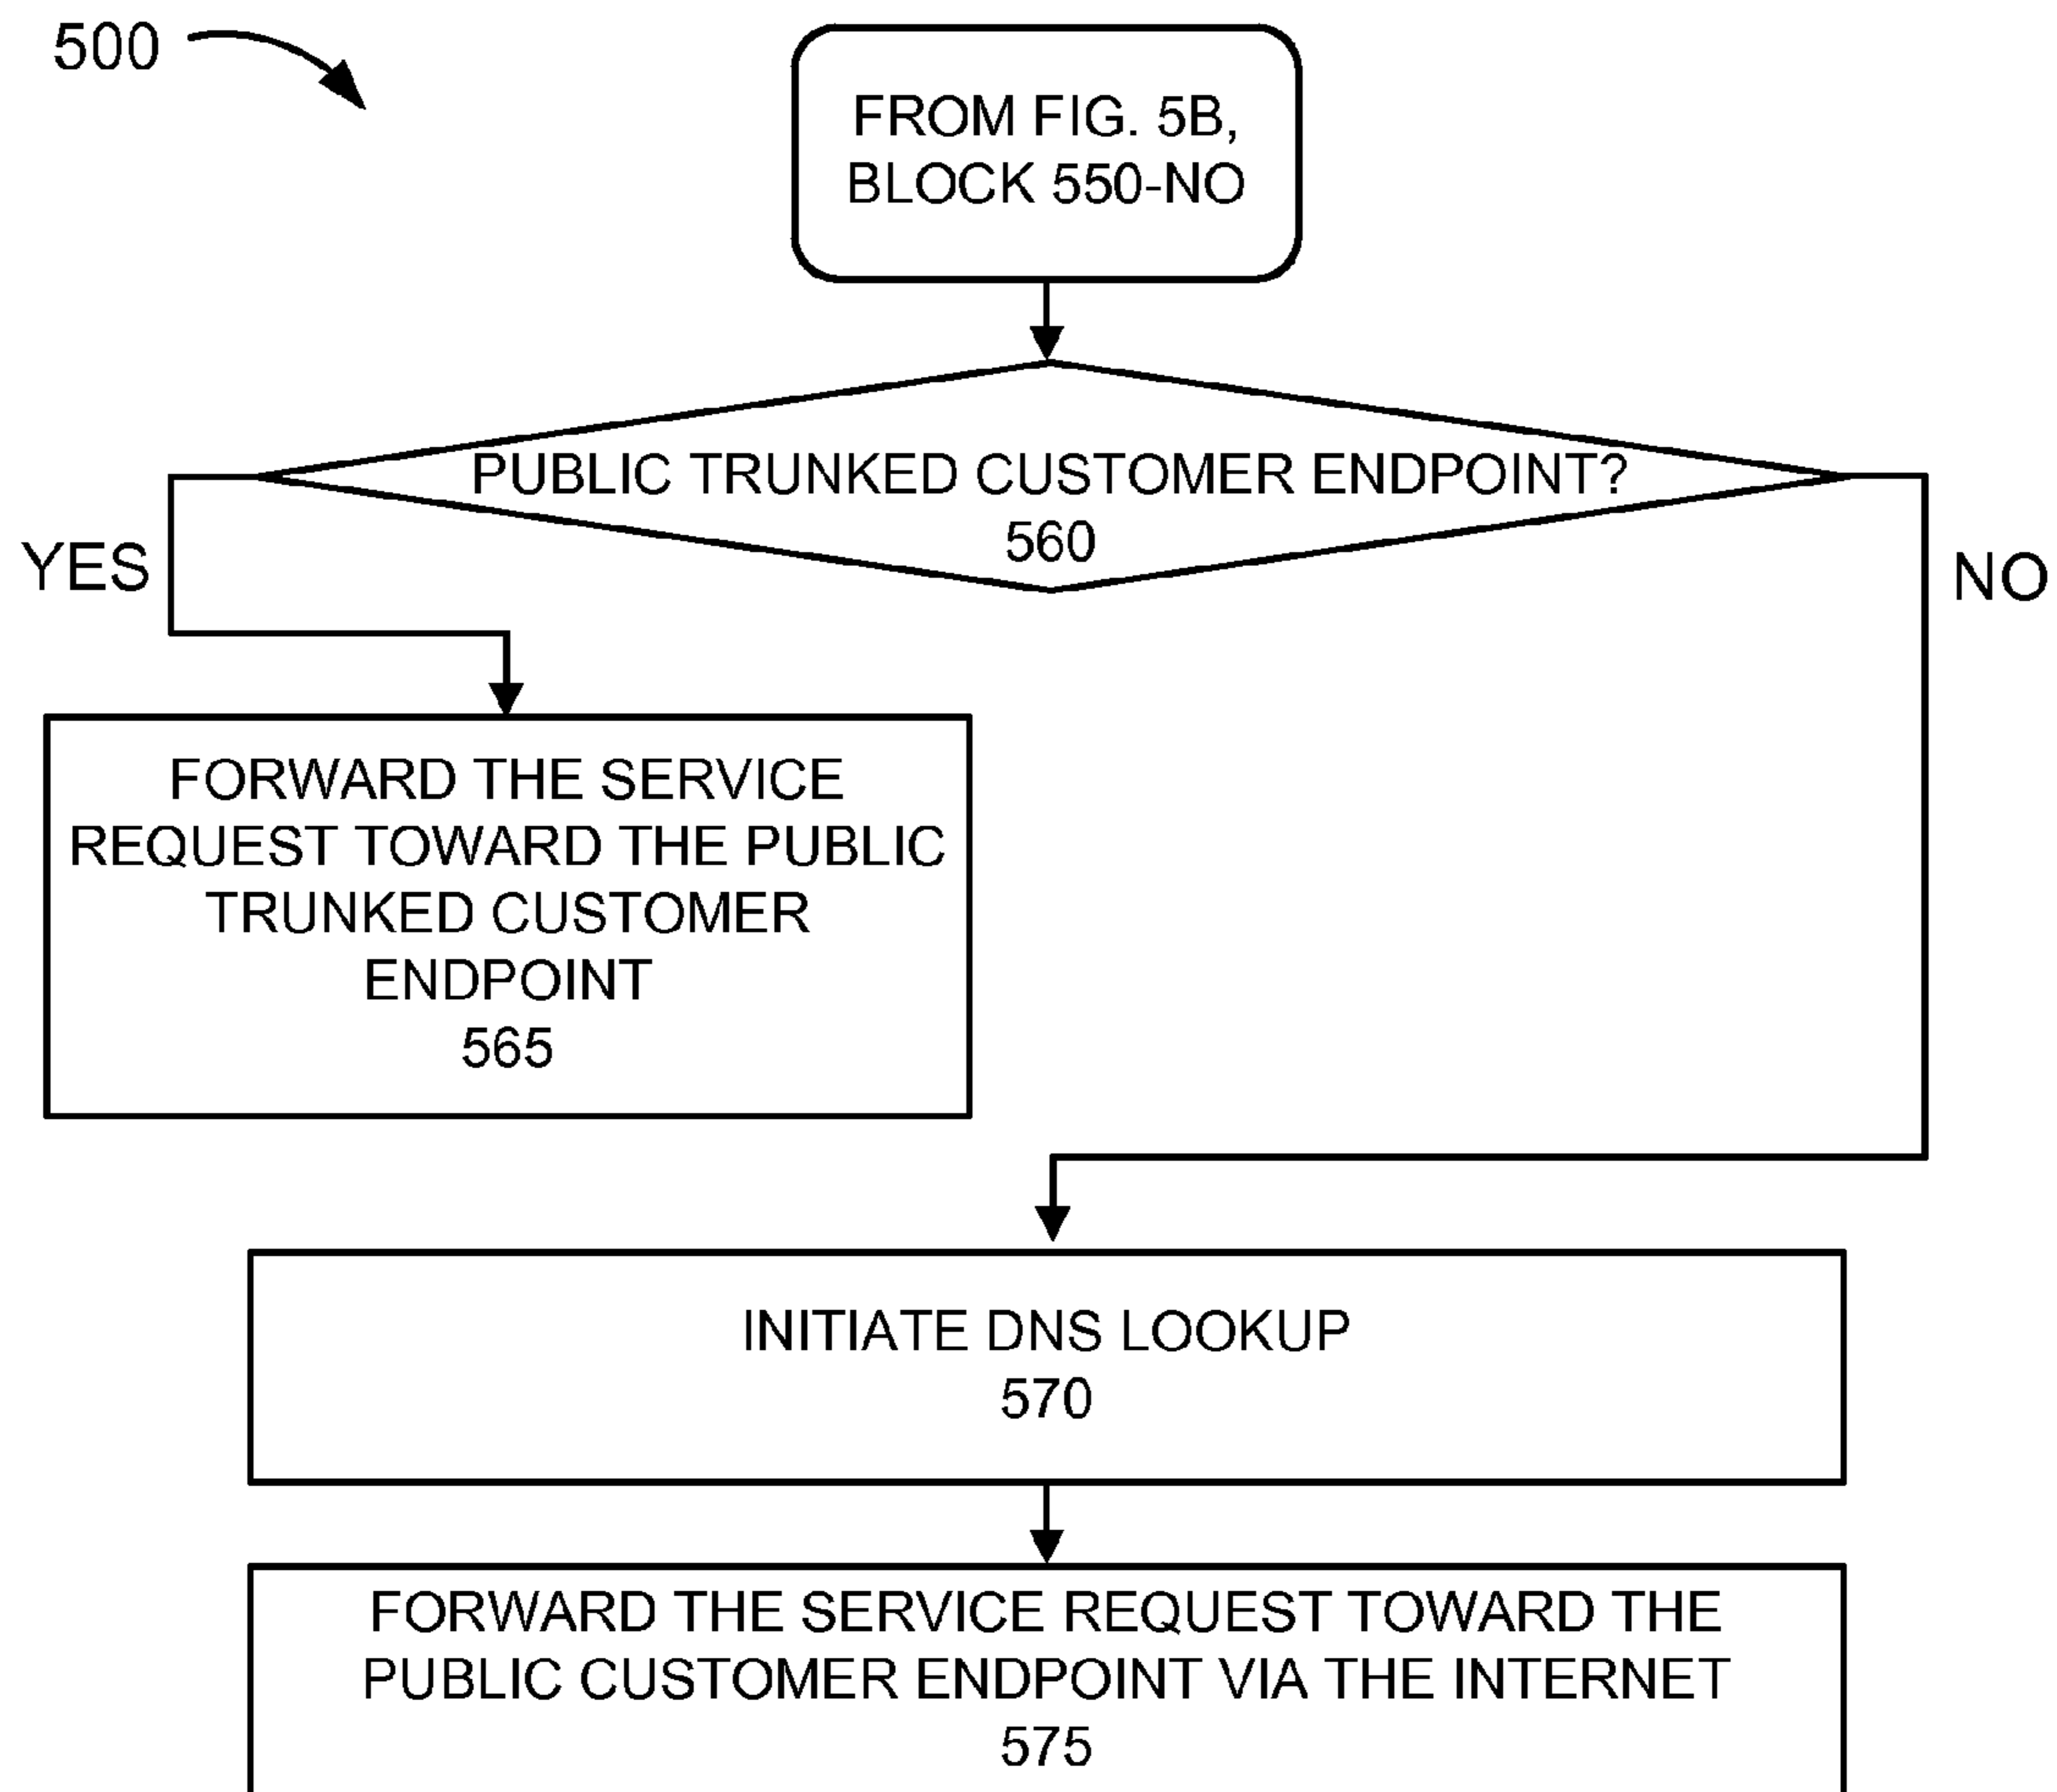 500
FROM FIG. 5B,
BLOCK 550-NO
PUBLIC TRUNKED CUSTOMER ENDPOINT?
560
YES
NO
FORWARD THE SERVICE
REQUEST TOWARD THE PUBLIC
TRUNKED CUSTOMER
ENDPOINT
565
INITIATE DNS LOOKUP
570
FORWARD THE SERVICE REQUEST TOWARD THE
PUBLIC CUSTOMER ENDPOINT VIA THE INTERNET
575